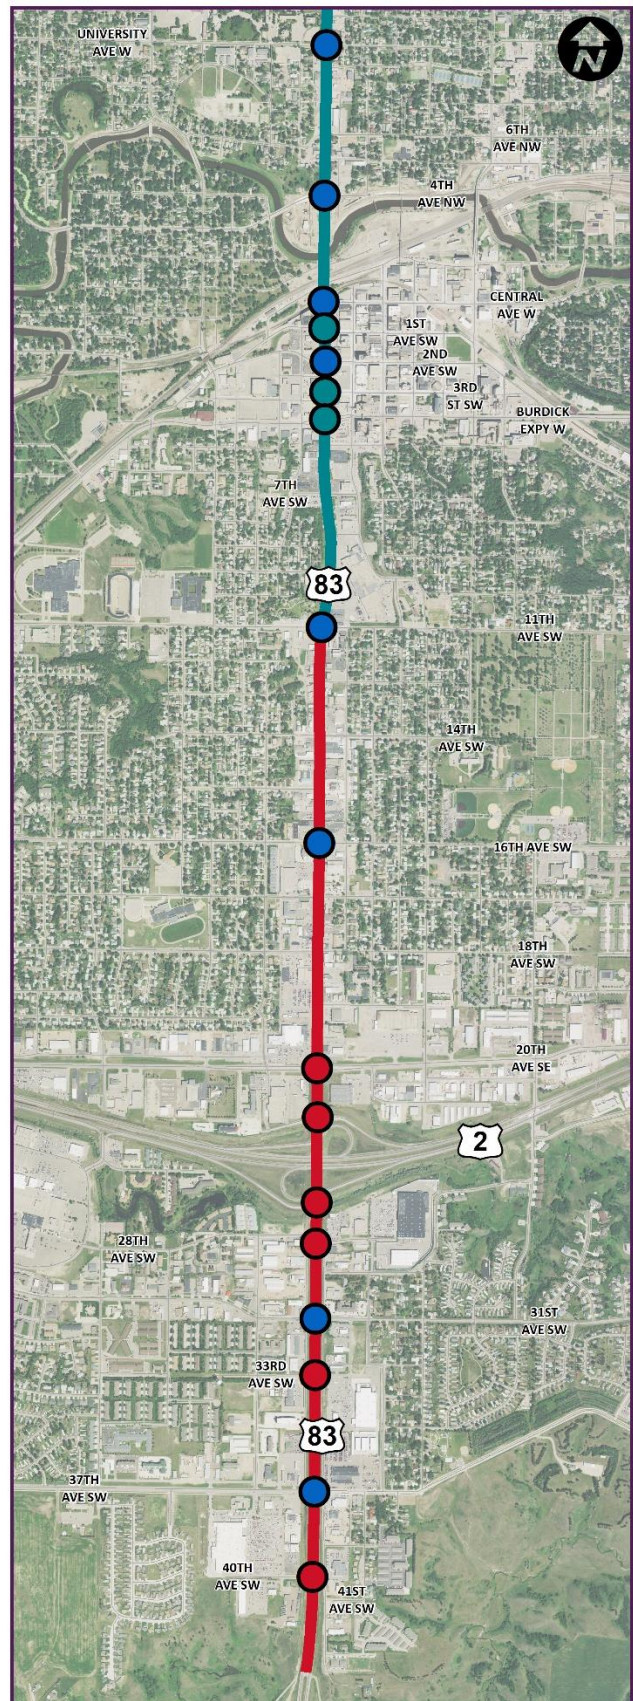 UNIVERSITY
AVE W
N
6TH
AVE NW
4TH
AVE NW
CENTRAL
AVE W
1ST
AVE SW
2ND
AVE SW
3RD
ST SW
BURDICK
EXPY W
7TH
AVE SW
83
11TH
AVE SW
14TH
AVE SW
16TH AVE SW
18TH
AVE SW
20TH
AVE SE
2
28TH
AVE SW
31ST
AVE SW
33RD
AVE SW
83
37TH
AVE SW
40TH
AVE SW
41ST
AVE SW